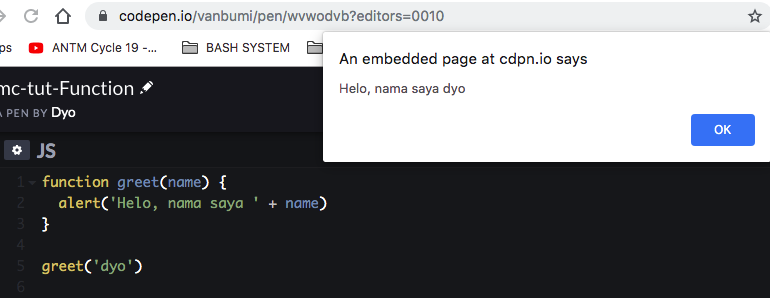 codepen.io/vanbumi/pen/wvwodvb?editors=0010
ps ANTM Cycle 19 -... BASH SYSTEM
An embedded page at cdpn.io says
Helo, nama saya dyo
OK
mc-tut-Function
A PEN BY Dyo
JS
1 function greet(name) {
2 alert('Helo, nama saya ' + name)
3 }
4
5 greet('dyo')
6